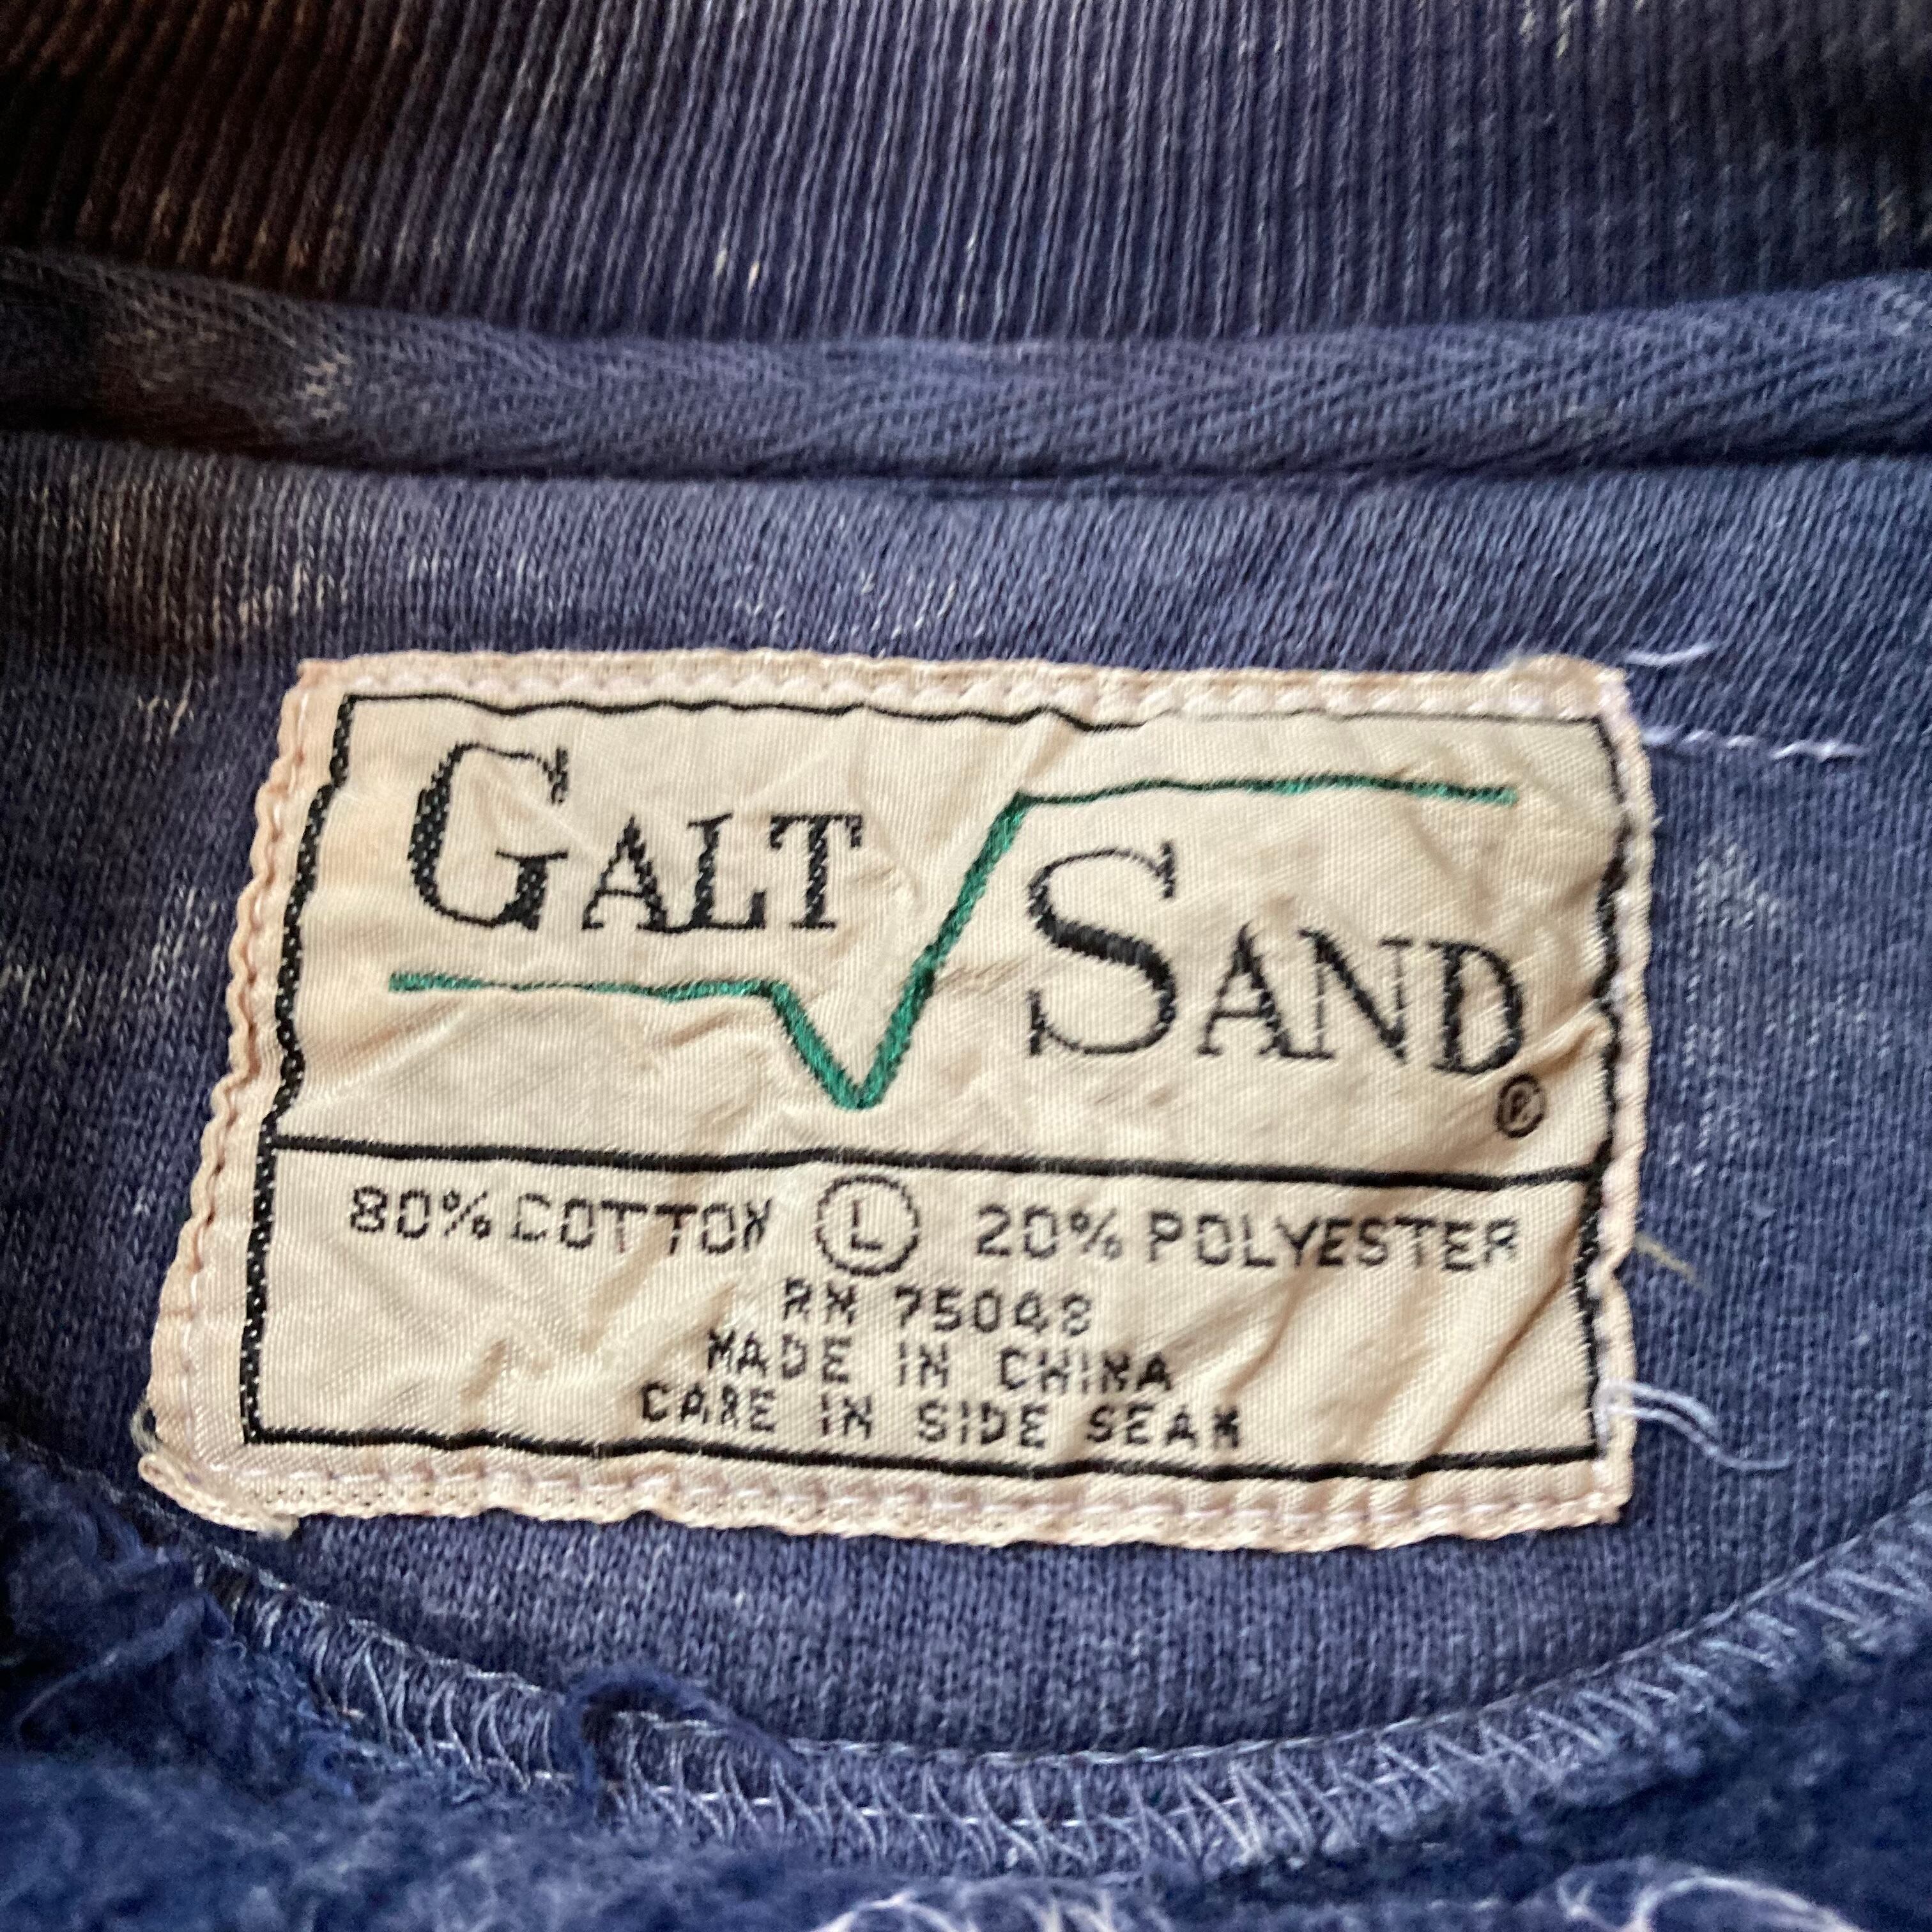 GALT
SAND
®
80% COTTON L 20% POLYESTER
RN 75048
MADE IN CHINA
CARE IN SIDE SEAM